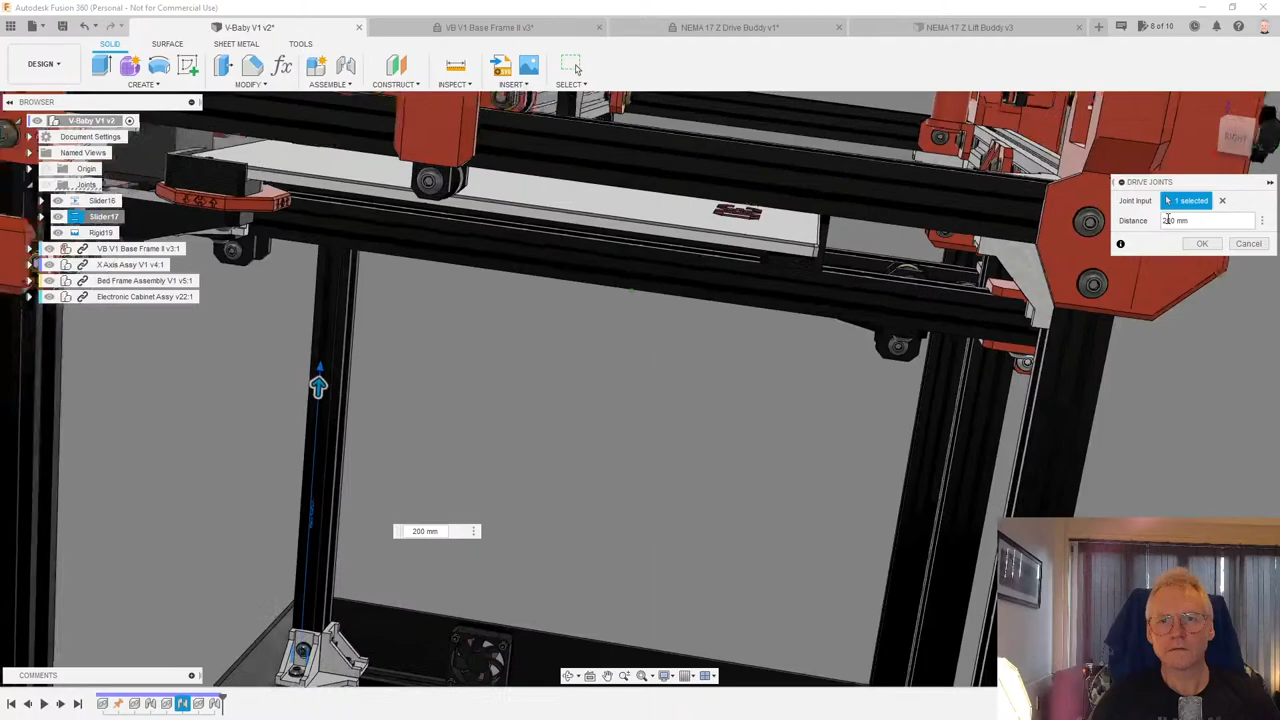 Autodesk Fusion 360 (Personal - Not for Commercial Use)
V-Baby V1 v2*
VB V1 Base Frame II v3*
NEMA 17 Z Drive Buddy v1*
NEMA 17 Z Lift Buddy v3
8 of 10
SOLID
SURFACE
SHEET METAL
TOOLS
DESIGN
MODIFY
ASSEMBLE
CONSTRUCT
INSPECT
INSERT
SELECT
BROWSER
V-Baby V1 v2
Document Settings
Named Views
Origin
Joints
Slider16
Slider17
Rigid19
VB V1 Base Frame II v3:1
X Axis Assy V1 v4:1
Bed Frame Assembly V1 v5:1
Electronic Cabinet Assy v22:1
RIGHT
DRIVE JOINTS
Joint Input
1 selected
Distance
200 mm
OK
Cancel
200 mm
COMMENTS